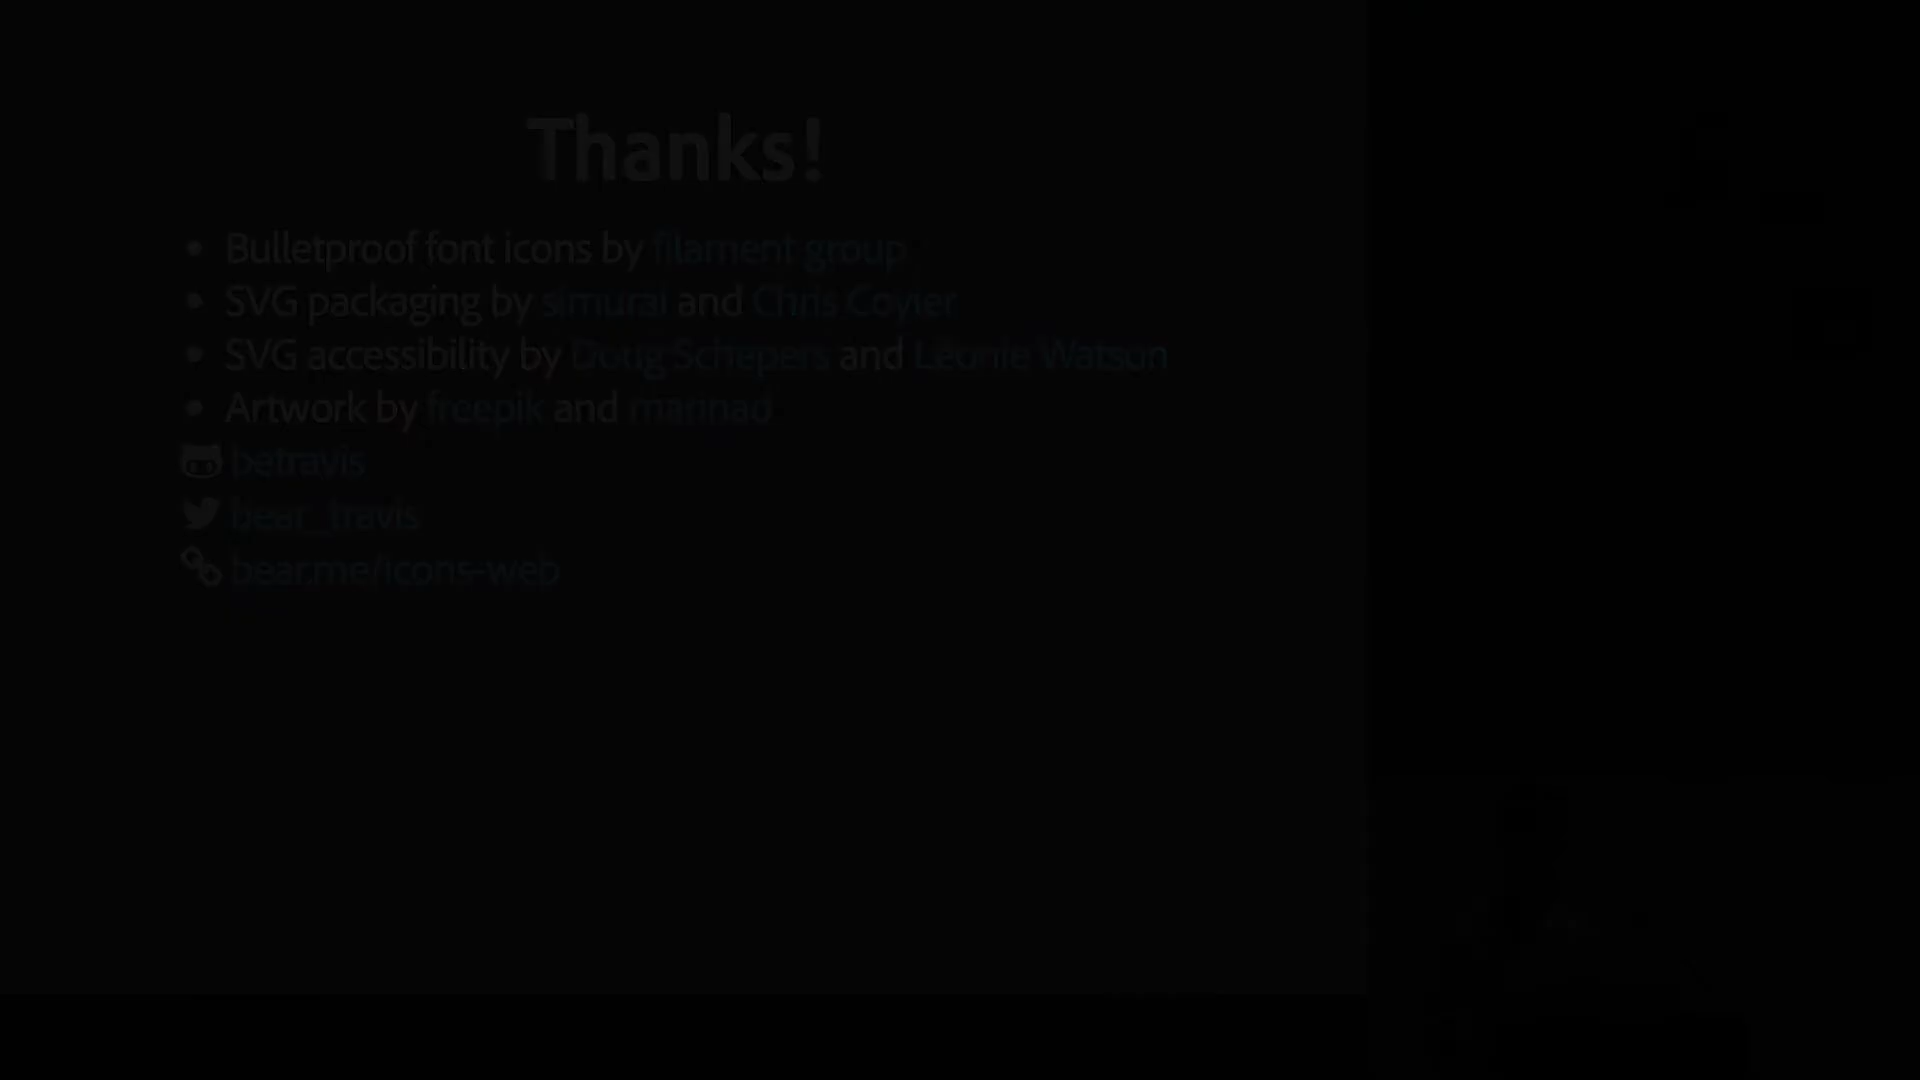 Thanks!
Bulletproof font icons by filament group
SVG packaging by simurai and Chris Coyier
SVG accessibility by Doug Schepers and Leonie Watson
Artwork by freepik and marinad
betravis
bear_travis
bear.me/icons-web